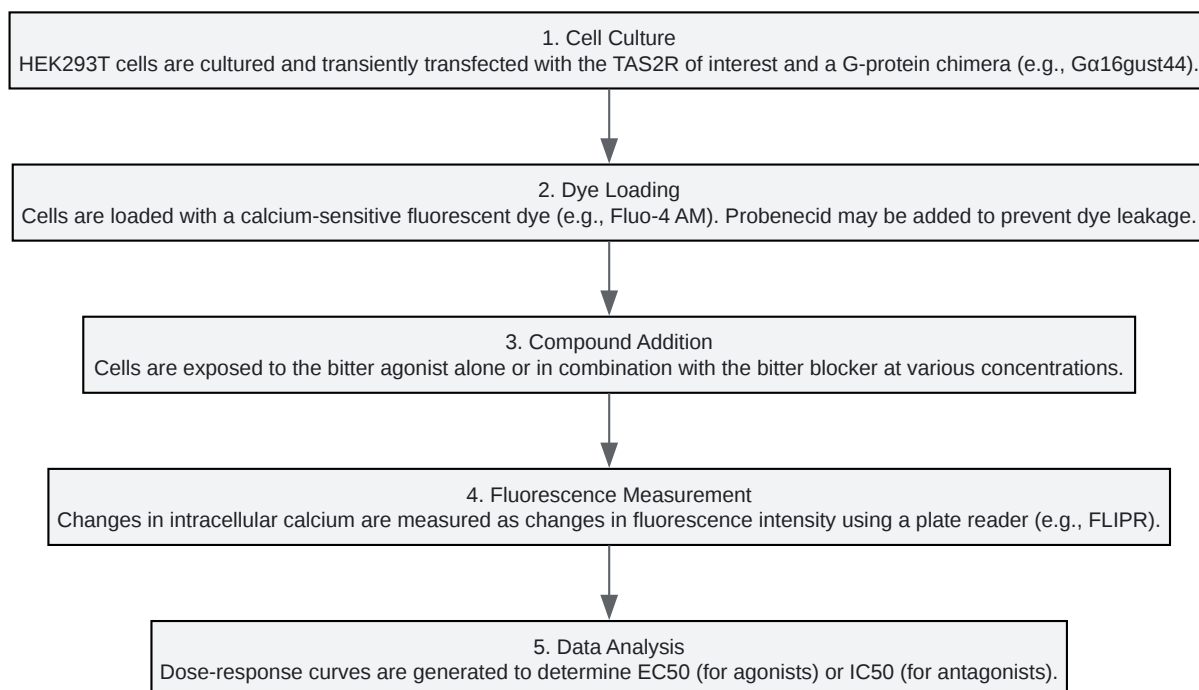 1. Cell Culture
HEK293T cells are cultured and transiently transfected with the TAS2R of interest and a G-protein chimera (e.g., Gα16gust44).
2. Dye Loading
Cells are loaded with a calcium-sensitive fluorescent dye (e.g., Fluo-4 AM). Probenecid may be added to prevent dye leakage.
3. Compound Addition
Cells are exposed to the bitter agonist alone or in combination with the bitter blocker at various concentrations.
4. Fluorescence Measurement
Changes in intracellular calcium are measured as changes in fluorescence intensity using a plate reader (e.g., FLIPR).
5. Data Analysis
Dose-response curves are generated to determine EC50 (for agonists) or IC50 (for antagonists).